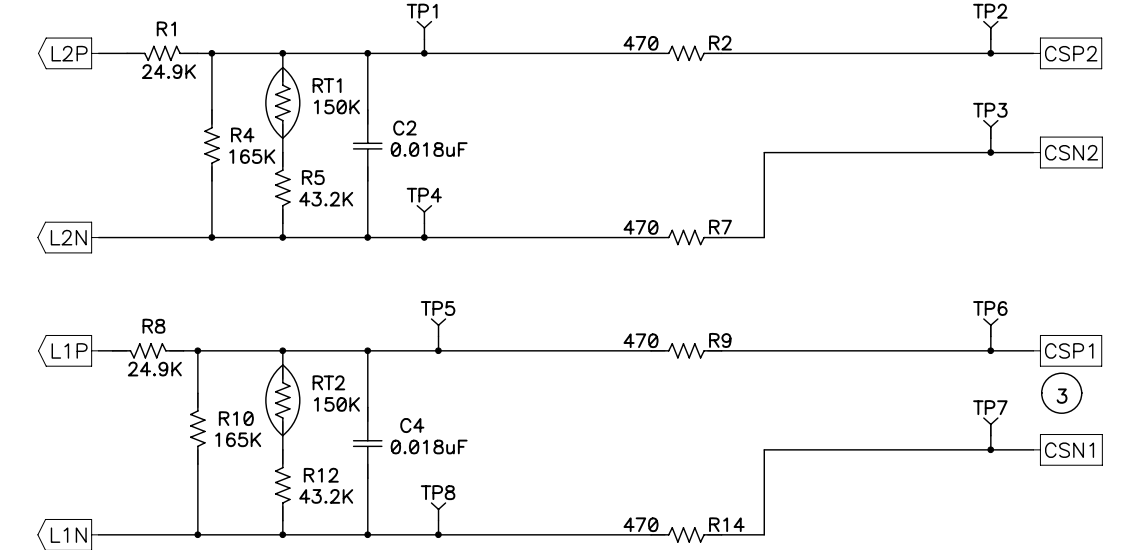 TP1
TP2
R1
L2P
24.9K
470
R2
CSP2
RT1
150K
TP3
C2
0.018uF
R4
165K
CSN2
R5
43.2K
TP4
L2N
470
R7
TP5
TP6
R8
L1P
24.9K
470
R9
CSP1
RT2
150K
3
TP7
R10
165K
C4
0.018uF
CSN1
R12
43.2K
TP8
L1N
470
R14